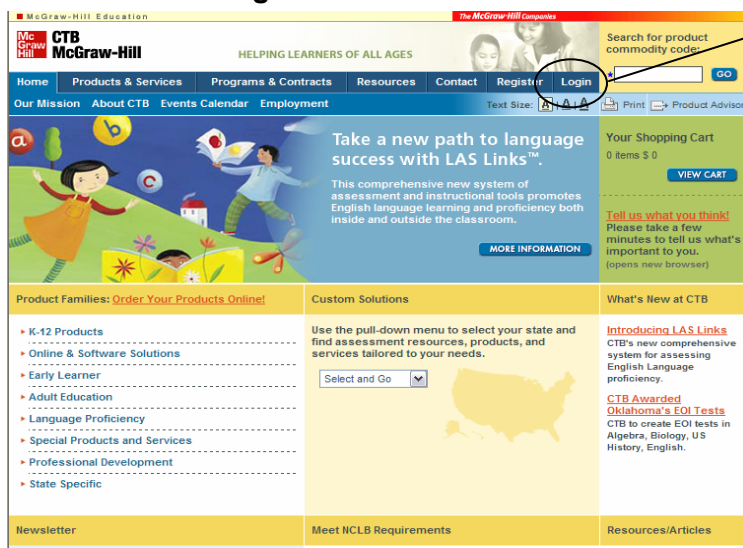 McGraw-Hill Education
The McGraw-Hill Companies
Mc
Graw
Hill
CTB
McGraw-Hill
HELPING LEARNERS OF ALL AGES
Search for product
commodity code:
*
GO
Home Products & Services Programs & Contracts Resources Contact Register Login
Our Mission About CTB Events Calendar Employment
Text Size: A | A | A
Print Product Advisor
a
b
c
Take a new path to language
success with LAS Links™.
This comprehensive new system of
assessment and instructional tools promotes
English language learning and proficiency both
inside and outside the classroom.
MORE INFORMATION
Your Shopping Cart
0 items $ 0
VIEW CART
Tell us what you think!
Please take a few
minutes to tell us what's
important to you.
(opens new browser)
Product Families: Order Your Products Online!
K-12 Products
Online & Software Solutions
Early Learner
Adult Education
Language Proficiency
Special Products and Services
Professional Development
State Specific
Custom Solutions
Use the pull-down menu to select your state and
find assessment resources, products, and
services tailored to your needs.
Select and Go
What's New at CTB
Introducing LAS Links
CTB's new comprehensive
system for assessing
English Language
proficiency.
CTB Awarded
Oklahoma's EOI Tests
CTB to create EOI tests in
Algebra, Biology, US
History, English.
Newsletter
Meet NCLB Requirements
Resources/Articles